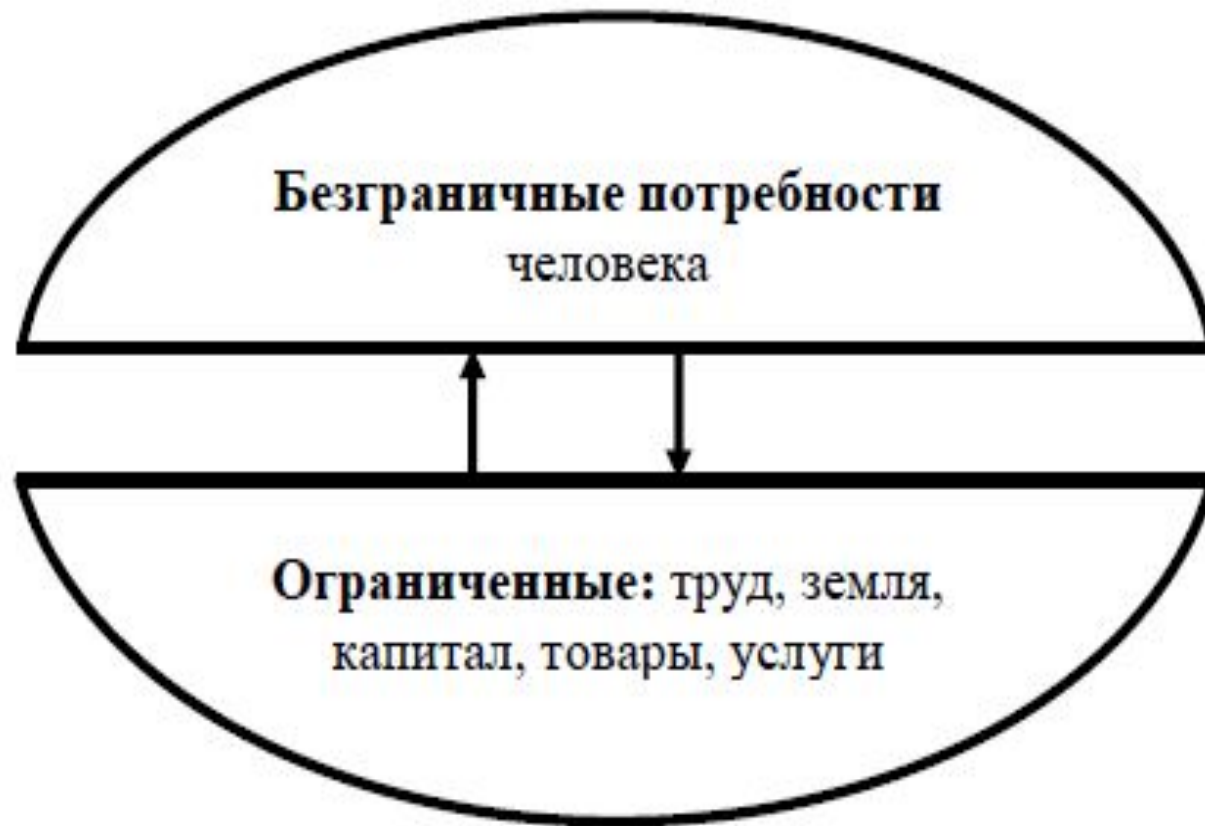 Безграничные потребности
человека
Ограниченные: труд, земля,
капитал, товары, услуги